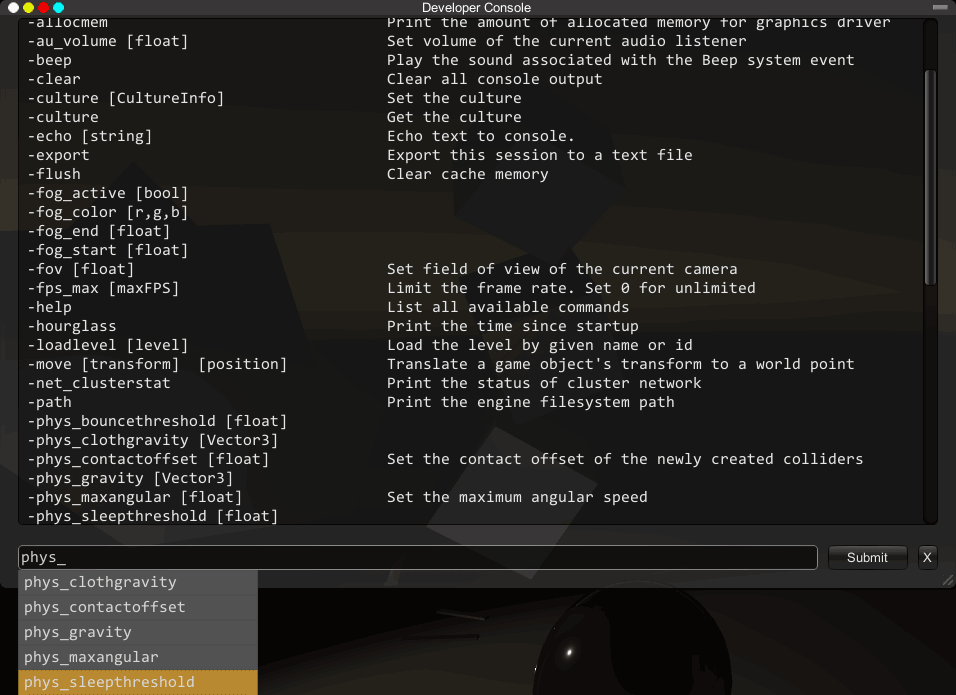 Developer Console
-allocmem Print the amount of allocated memory for graphics driver
-au_volume [float] Set volume of the current audio listener
-beep Play the sound associated with the Beep system event
-clear Clear all console output
-culture [CultureInfo] Set the culture
-culture Get the culture
-echo [string] Echo text to console.
-export Export this session to a text file
-flush Clear cache memory
-fog_active [bool]
-fog_color [r,g,b]
-fog_end [float]
-fog_start [float]
-fov [float] Set field of view of the current camera
-fps_max [maxFPS] Limit the frame rate. Set 0 for unlimited
-help List all available commands
-hourglass Print the time since startup
-loadlevel [level] Load the level by given name or id
-move [transform]  [position] Translate a game object's transform to a world point
-net_clusterstat Print the status of cluster network
-path Print the engine filesystem path
-phys_bouncethreshold [float]
-phys_clothgravity [Vector3]
-phys_contactoffset [float] Set the contact offset of the newly created colliders
-phys_gravity [Vector3]
-phys_maxangular [float] Set the maximum angular speed
-phys_sleepthreshold [float]
phys_ Submit X
phys_clothgravity
phys_contactoffset
phys_gravity
phys_maxangular
phys_sleepthreshold